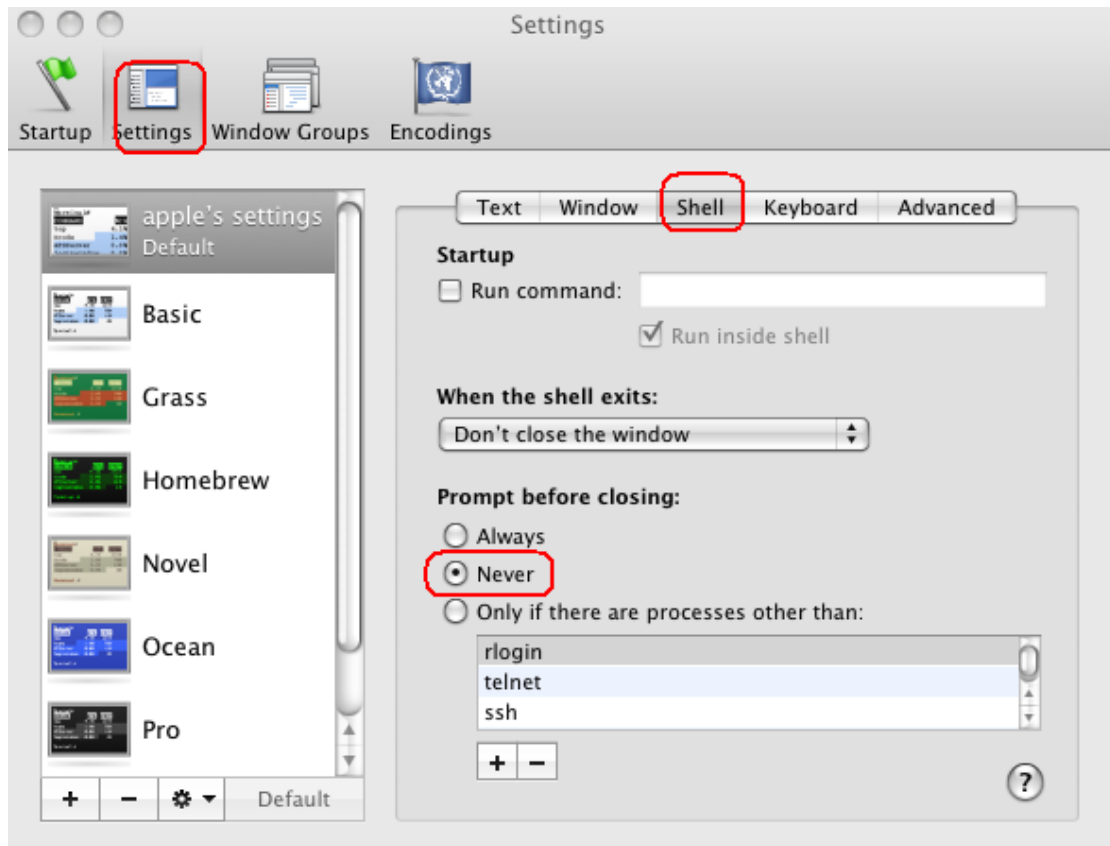 Settings
Startup Settings Window Groups Encodings
apple's settings
Default
Basic
Grass
Homebrew
Novel
Ocean
Pro
+ − Default
Text Window Shell Keyboard Advanced
Startup
Run command:
Run inside shell
When the shell exits:
Don't close the window
Prompt before closing:
Always
Never
Only if there are processes other than:
rlogin
telnet
ssh
+ −
?